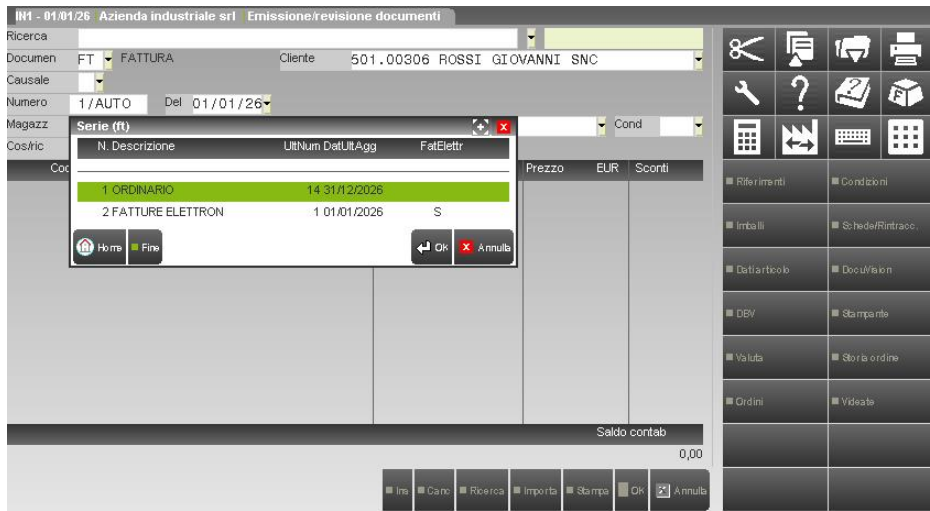 IN1 - 01/01/26 Azienda industriale srl Emissione/revisione documenti
Ricerca
Documen FT FATTURA Cliente 501.00306 ROSSI GIOVANNI SNC
Causale
Numero 1/AUTO Del 01/01/26
Magazz Cond
Cos/ric
Serie (ft)
N. Descrizione UltNum DatUltAgg FatElettr
1 ORDINARIO 14 31/12/2026
2 FATTURE ELETTRON 1 01/01/2026 S
Home Fine OK Annulla
Cod Prezzo EUR Sconti
Saldo contab
0,00
Ins Canc Ricerca Importa Stampa OK Annulla
Riferimenti Condizioni
Imballi Schede/Rintracc.
Dati articolo DocuVision
DBV Stampante
Valuta Storia ordine
Ordini Videate